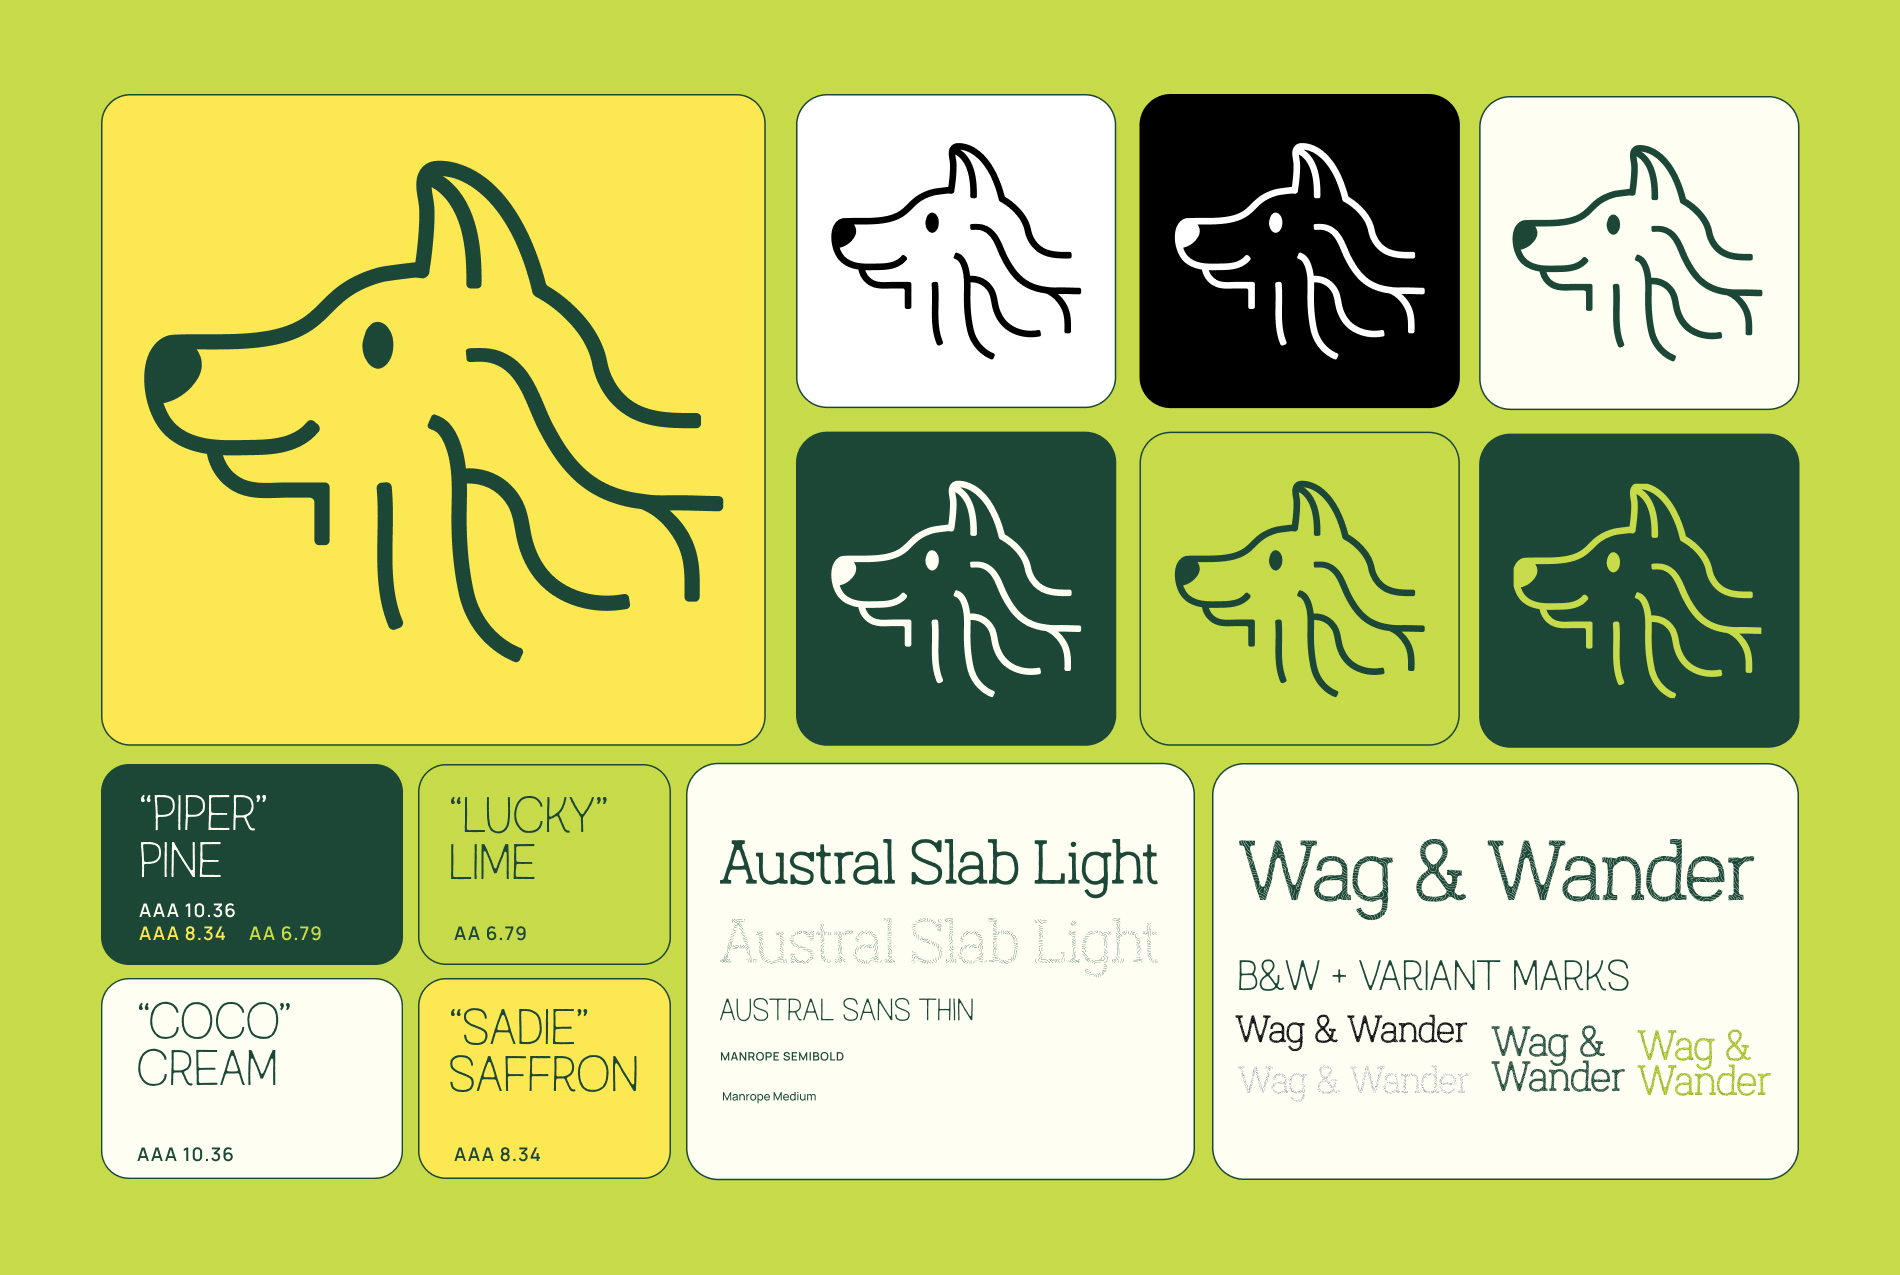 “PIPER”
PINE
AAA 10.36
AAA 8.34 AA 6.79
“LUCKY”
LIME
AA 6.79
“COCO”
CREAM
AAA 10.36
“SADIE”
SAFFRON
AAA 8.34
Austral Slab Light
Austral Slab Light
AUSTRAL SANS THIN
MANROPE SEMIBOLD
Manrope Medium
Wag & Wander
B&W + VARIANT MARKS
Wag & Wander
Wag & Wander
Wag &
Wander
Wag &
Wander